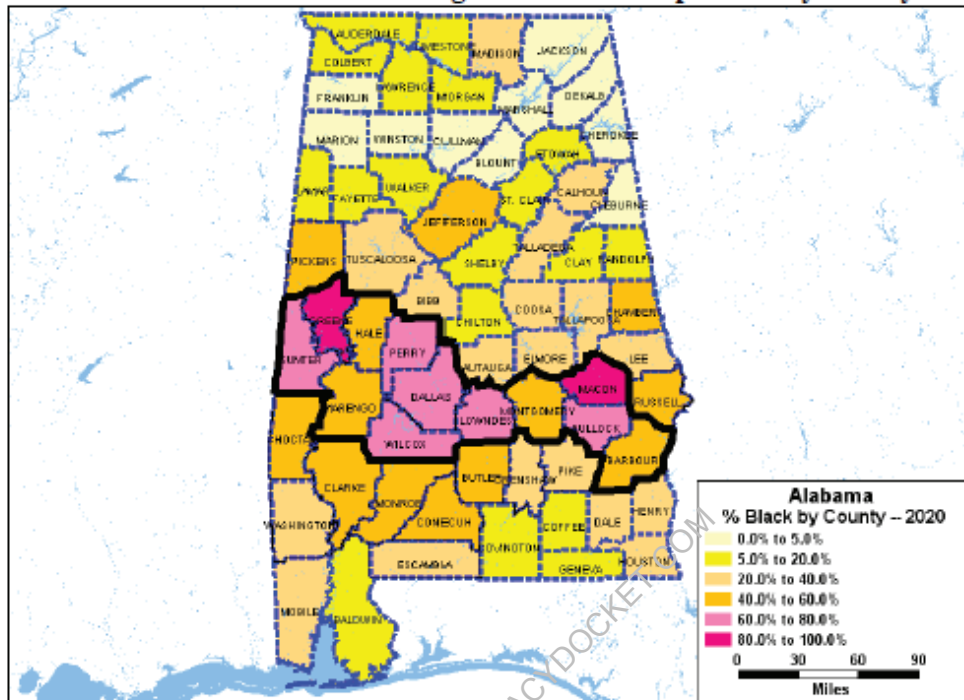 LAUDERDALE
LIMESTONE
MADISON
JACKSON
COLBERT
LAWRENCE
MORGAN
FRANKLIN
MARSHALL
DEKALB
MARION
WINSTON
CULLMAN
CHEROKEE
BLOUNT
ETOWAH
LAMAR
FAYETTE
WALKER
ST. CLAIR
CALHOUN
CLEBURNE
JEFFERSON
TALLADEGA
PICKENS
TUSCALOOSA
SHELBY
CLAY
RANDOLPH
BIBB
CHILTON
COOSA
TALLAPOOSA
CHAMBERS
GREENE
HALE
SUMTER
PERRY
AUTAUGA
ELMORE
LEE
MACON
RUSSELL
MARENGO
DALLAS
LOWNDES
MONTGOMERY
BULLOCK
CHOCTAW
WILCOX
BARBOUR
CLARKE
BUTLER
CRENSHAW
PIKE
MONROE
CONECUH
WASHINGTON
COFFEE
DALE
HENRY
COVINGTON
ESCAMBIA
GENEVA
HOUSTON
MOBILE
BALDWIN
Alabama
% Black by County -- 2020
0.0% to 5.0%
5.0% to 20.0%
20.0% to 40.0%
40.0% to 60.0%
60.0% to 80.0%
80.0% to 100.0%
0 30 60 90
Miles
ACYDOCKET.COM